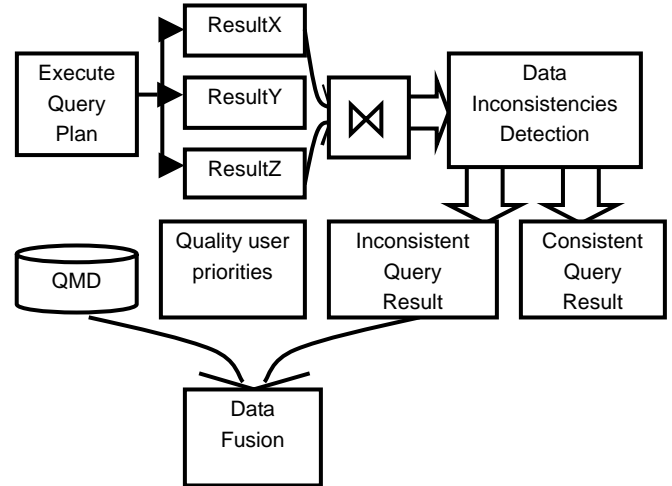 ResultX
Execute
Query
Plan
ResultY
ResultZ
⋈
Data
Inconsistencies
Detection
QMD
Quality user
priorities
Inconsistent
Query
Result
Consistent
Query
Result
Data
Fusion